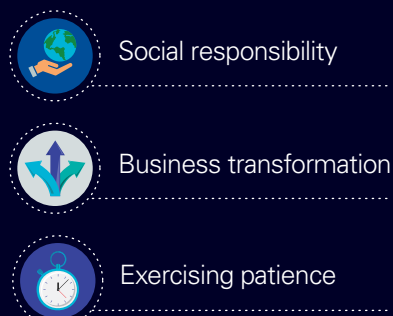 Social responsibility
Business transformation
Exercising patience